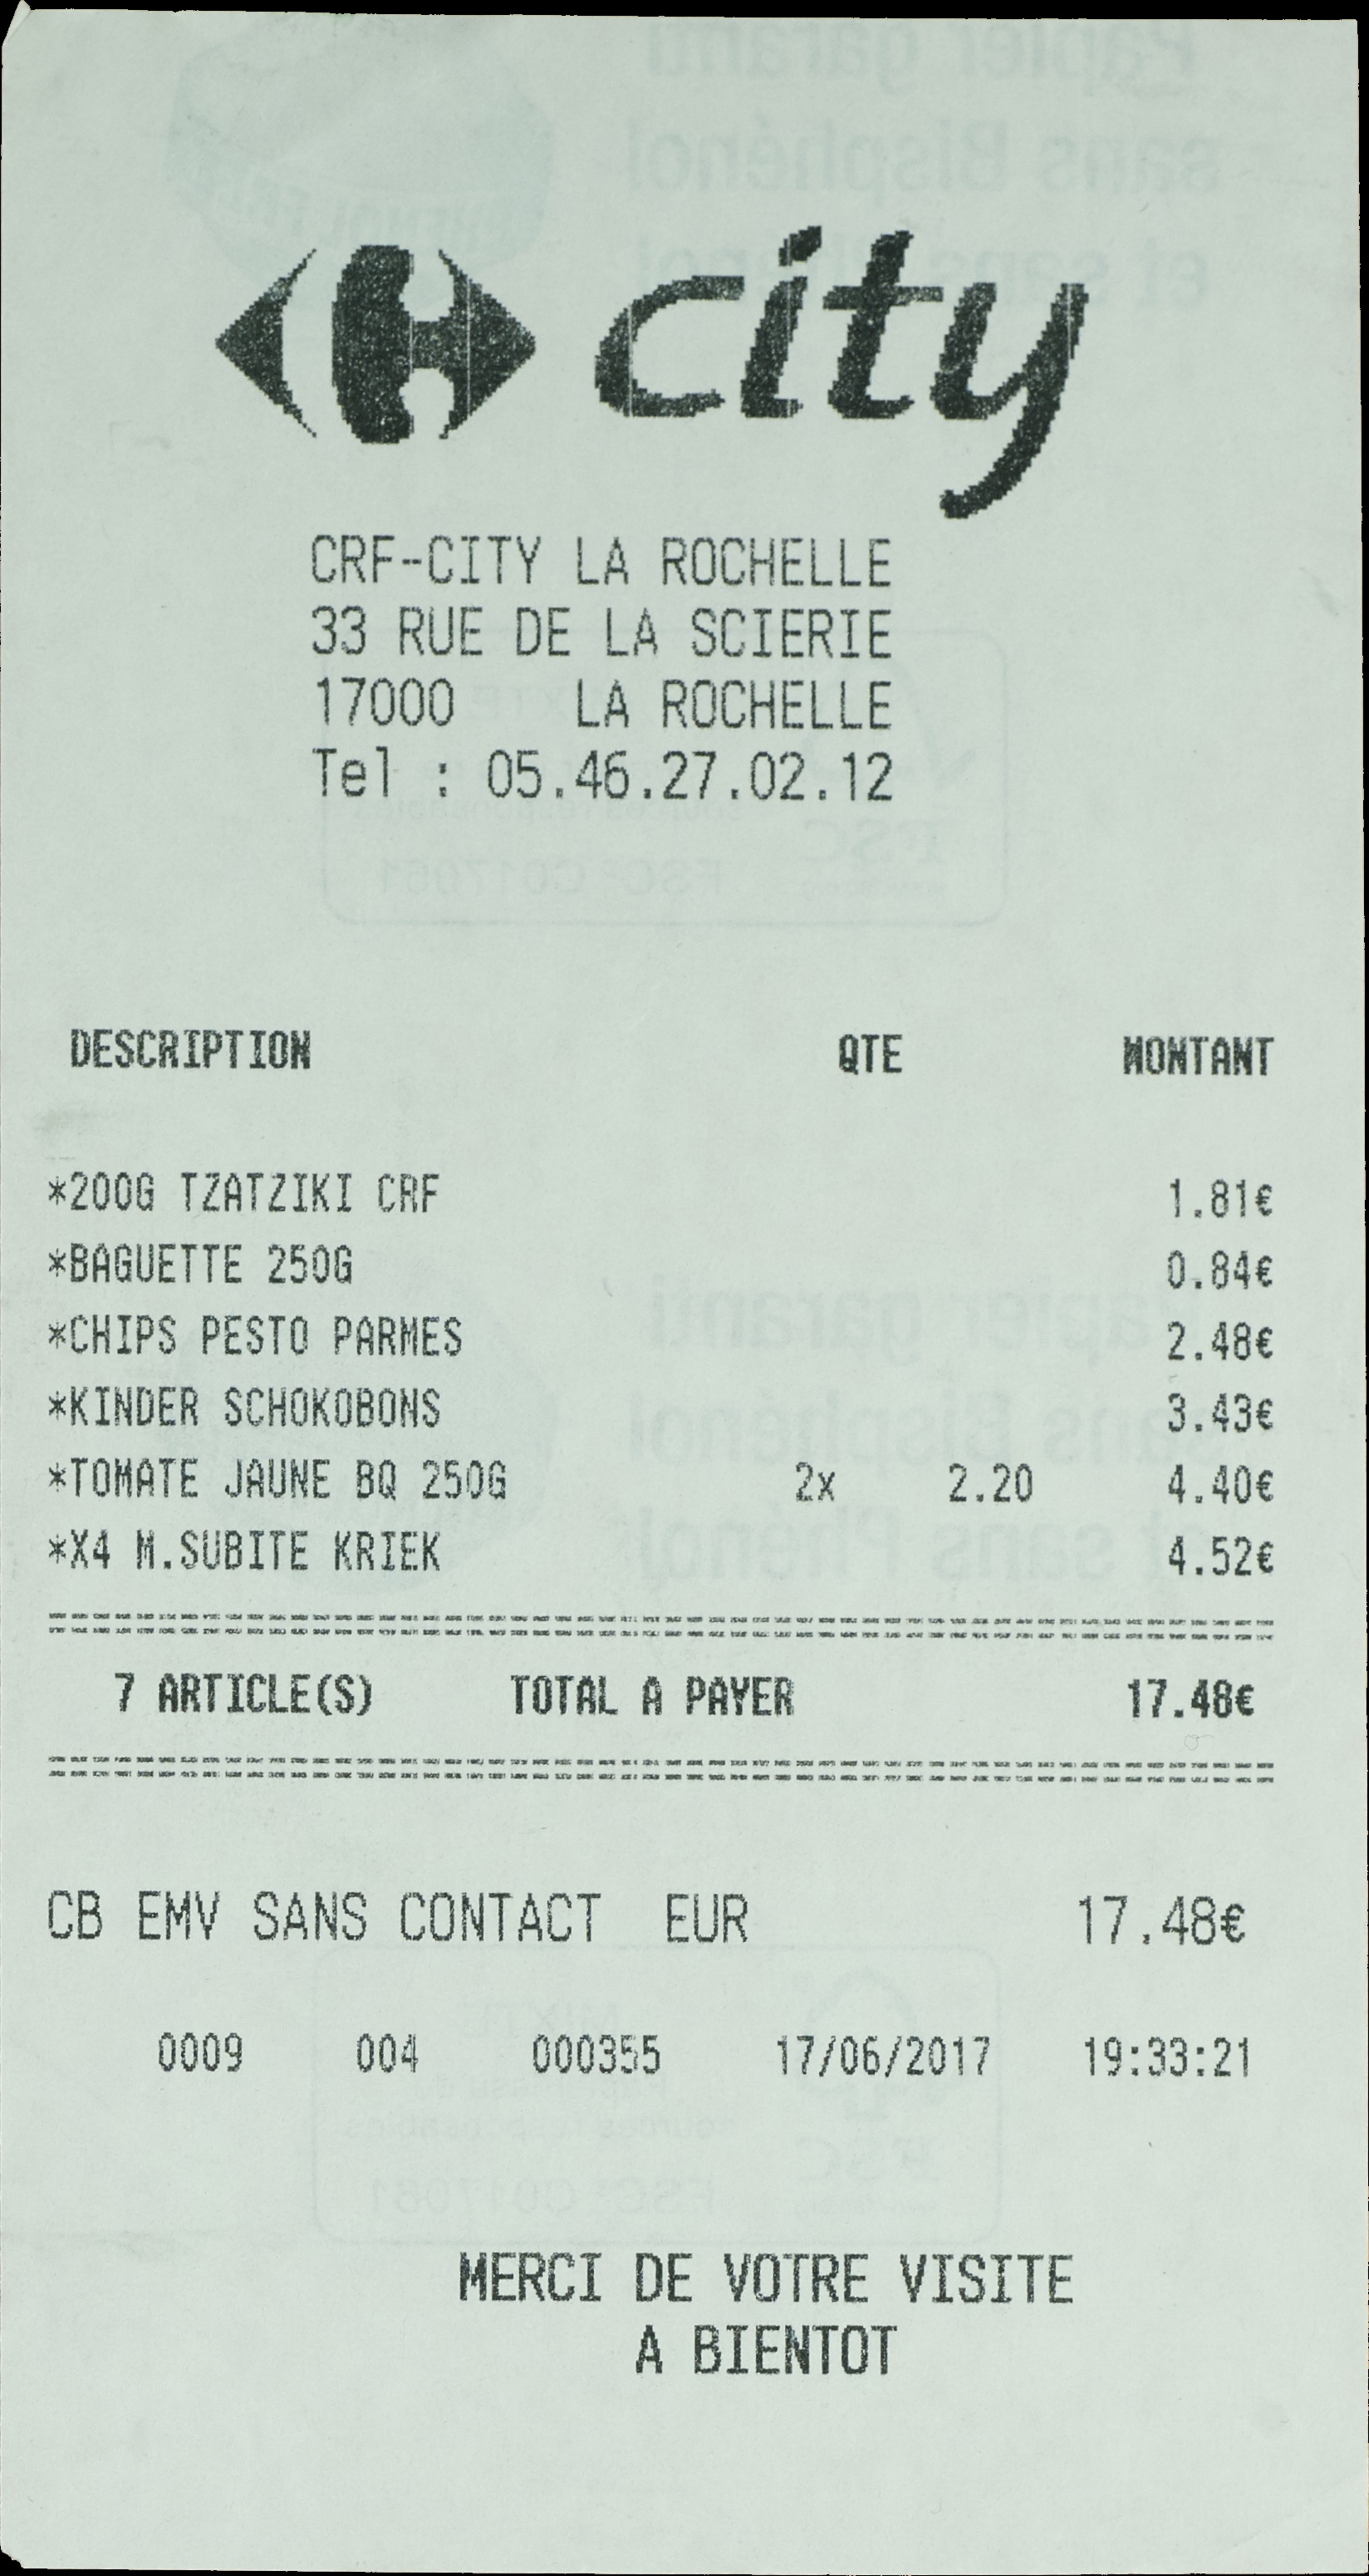 city
CRF-CITY LA ROCHELLE
33 RUE DE LA SCIERIE
17000 LA ROCHELLE
Tel : 05.46.27.02.12
DESCRIPTION QTE MONTANT
*200G TZATZIKI CRF 1.81€
*BAGUETTE 250G 0.84€
*CHIPS PESTO PARMES 2.48€
*KINDER SCHOKOBONS 3.43€
*TOMATE JAUNE BQ 250G 2x 2.20 4.40€
*X4 M.SUBITE KRIEK 4.52€
7 ARTICLE(S) TOTAL A PAYER 17.48€
CB EMV SANS CONTACT EUR 17.48€
0009 004 000355 17/06/2017 19:33:21
MERCI DE VOTRE VISITE
A BIENTOT